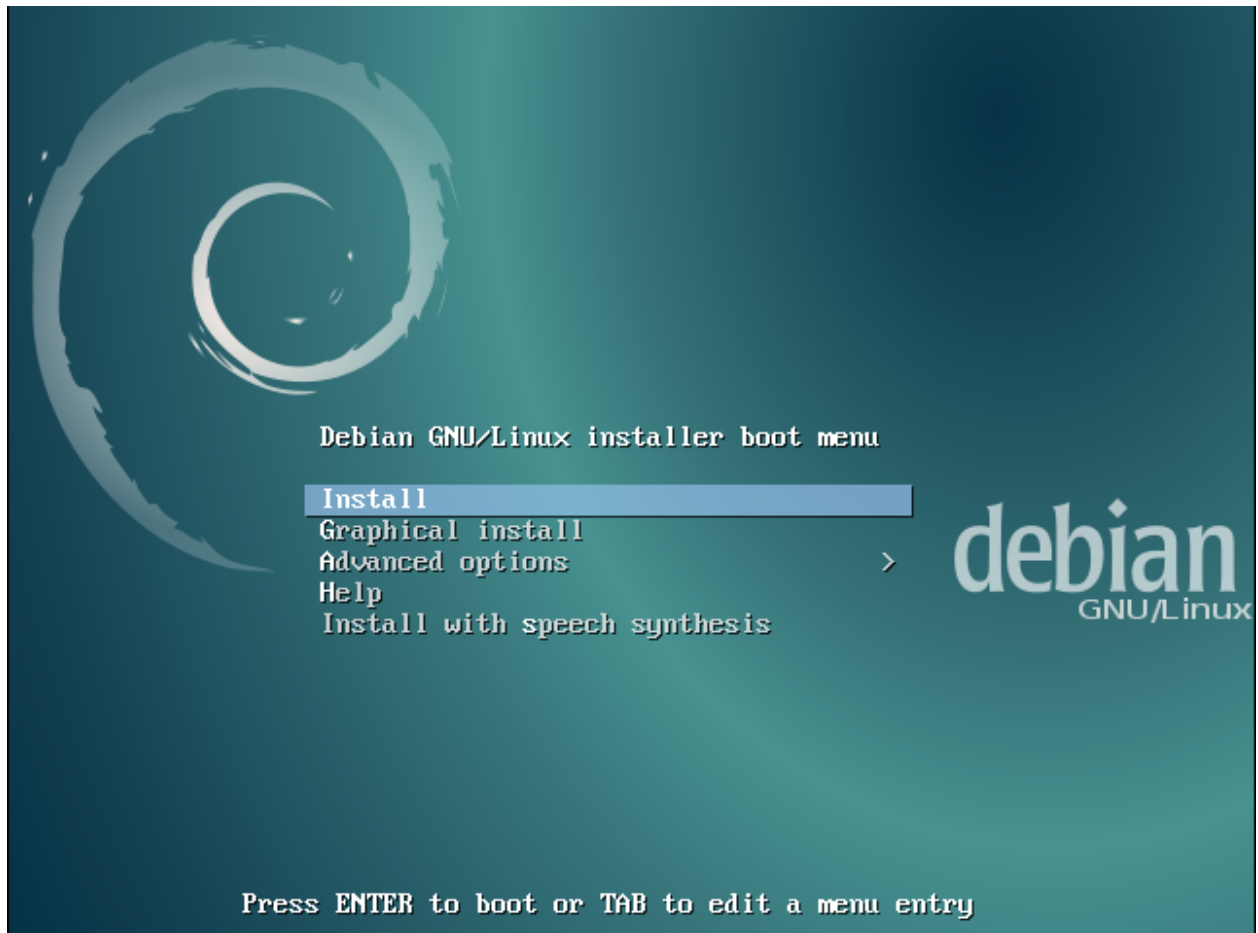 Debian GNU/Linux installer boot menu
Install
Graphical install
Advanced options >
Help
Install with speech synthesis
debian
GNU/Linux
Press ENTER to boot or TAB to edit a menu entry